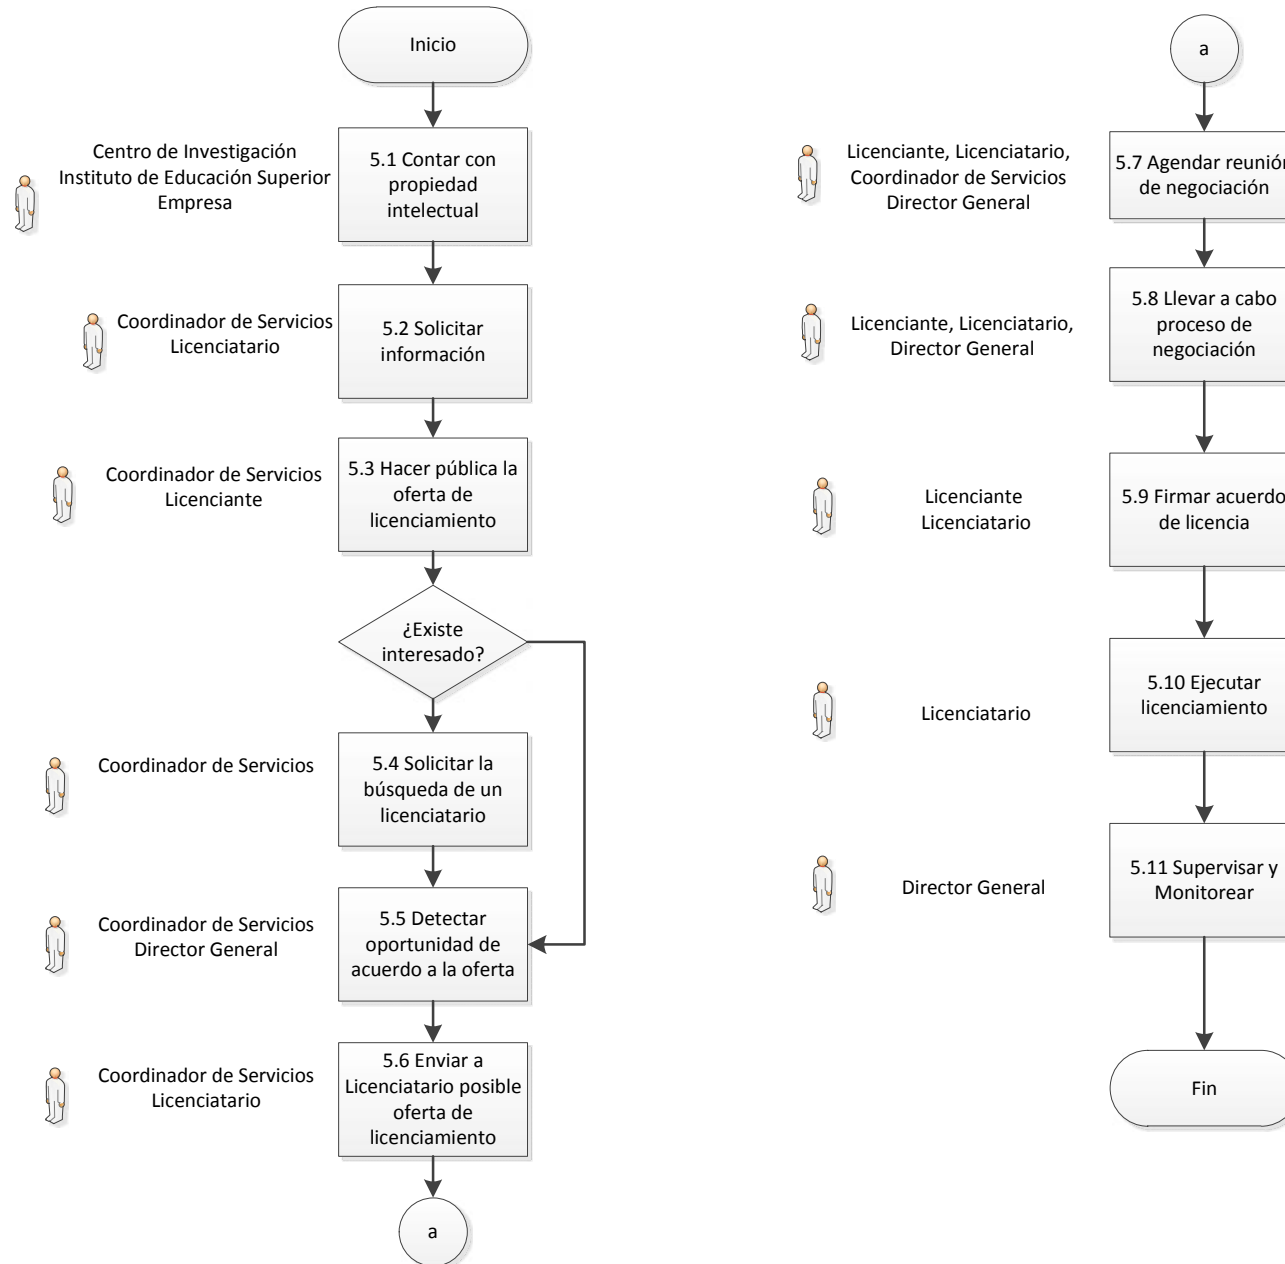 Inicio
Centro de Investigación
Instituto de Educación Superior
Empresa
5.1 Contar con
propiedad
intelectual
Coordinador de Servicios
Licenciatario
5.2 Solicitar
información
Coordinador de Servicios
Licenciante
5.3 Hacer pública la
oferta de
licenciamiento
¿Existe
interesado?
Coordinador de Servicios
5.4 Solicitar la
búsqueda de un
licenciatario
Coordinador de Servicios
Director General
5.5 Detectar
oportunidad de
acuerdo a la oferta
Coordinador de Servicios
Licenciatario
5.6 Enviar a
Licenciatario posible
oferta de
licenciamiento
a
a
Licenciante, Licenciatario,
Coordinador de Servicios
Director General
5.7 Agendar reunión
de negociación
Licenciante, Licenciatario,
Director General
5.8 Llevar a cabo
proceso de
negociación
Licenciante
Licenciatario
5.9 Firmar acuerdo
de licencia
Licenciatario
5.10 Ejecutar
licenciamiento
Director General
5.11 Supervisar y
Monitorear
Fin